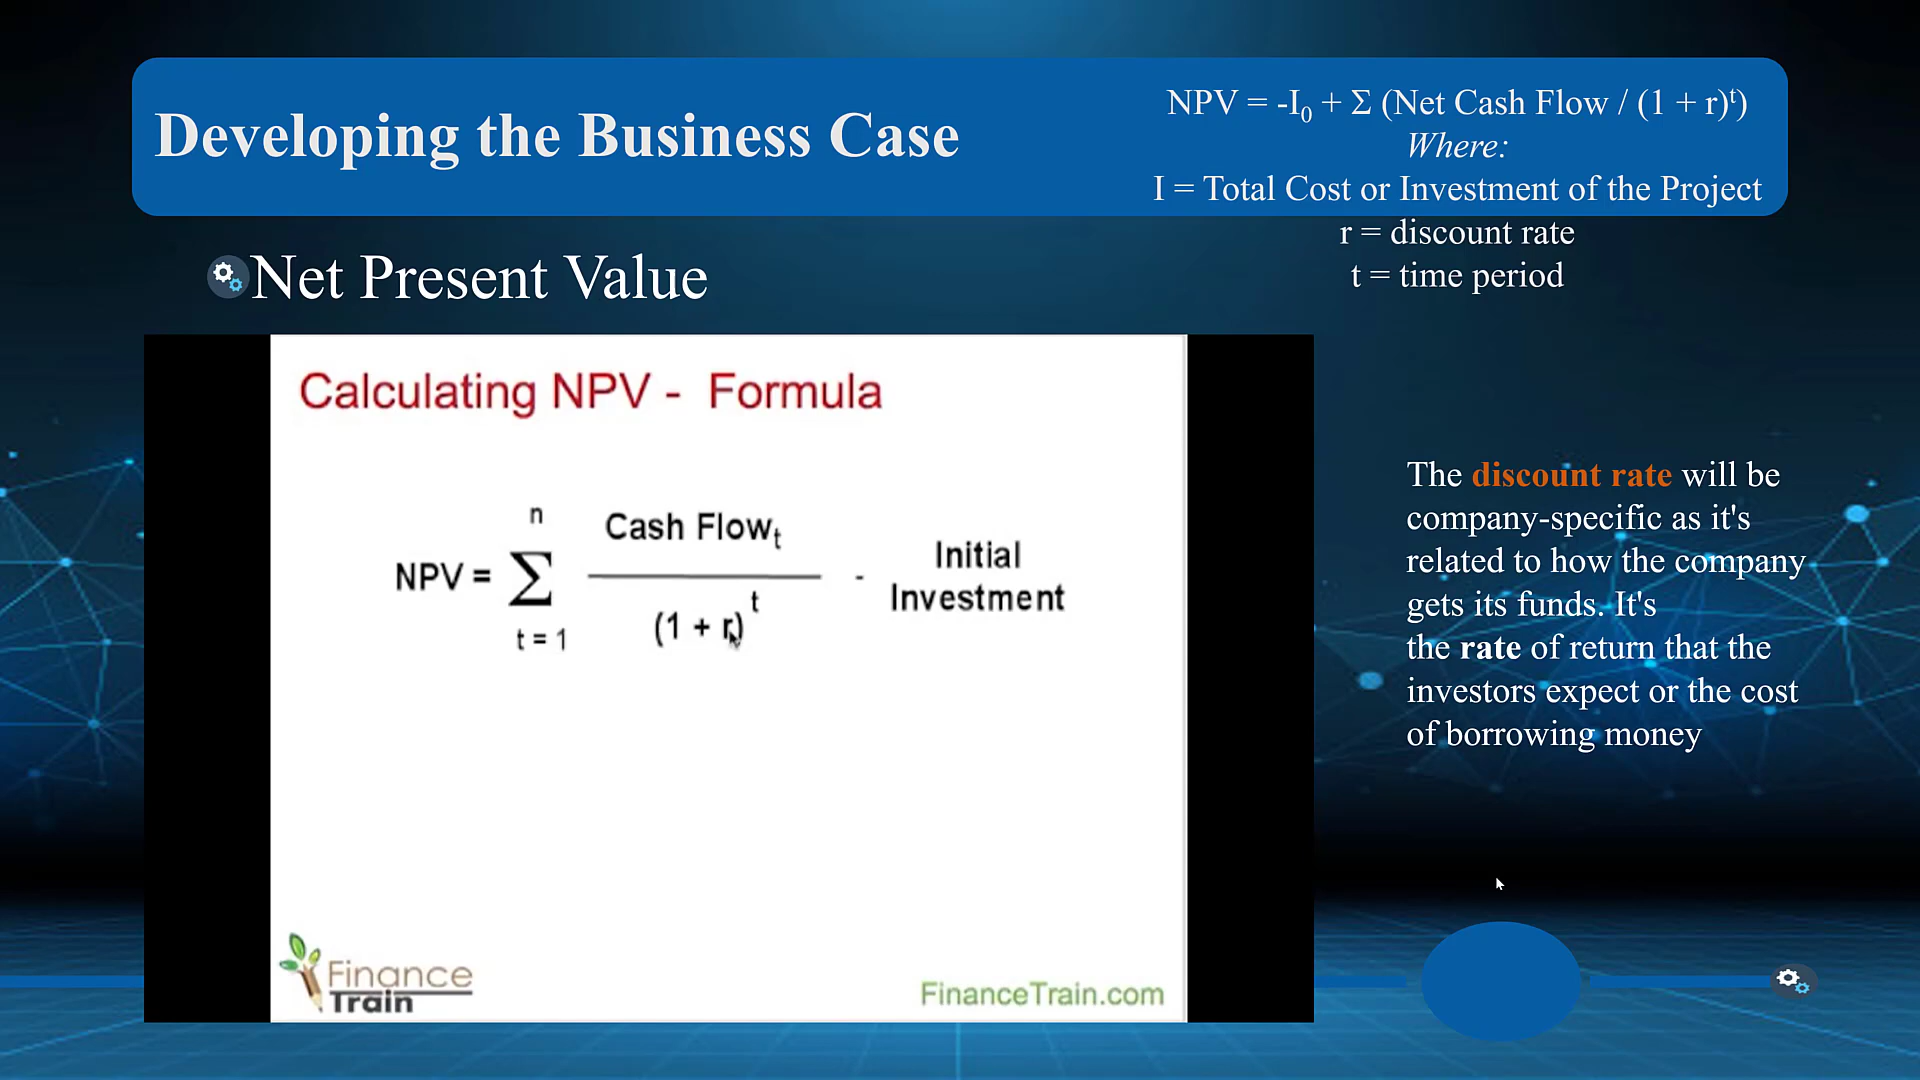 Developing the Business Case
NPV = -I₀ + Σ (Net Cash Flow / (1 + r)ᵗ)
Where:
I = Total Cost or Investment of the Project
r = discount rate
t = time period
Net Present Value
Calculating NPV - Formula
NPV = n Σ t = 1 Cash Flowₜ / (1 + r)ᵗ - Initial Investment
The discount rate will be
company-specific as it's
related to how the company
gets its funds. It's
the rate of return that the
investors expect or the cost
of borrowing money
Finance
Train
FinanceTrain.com